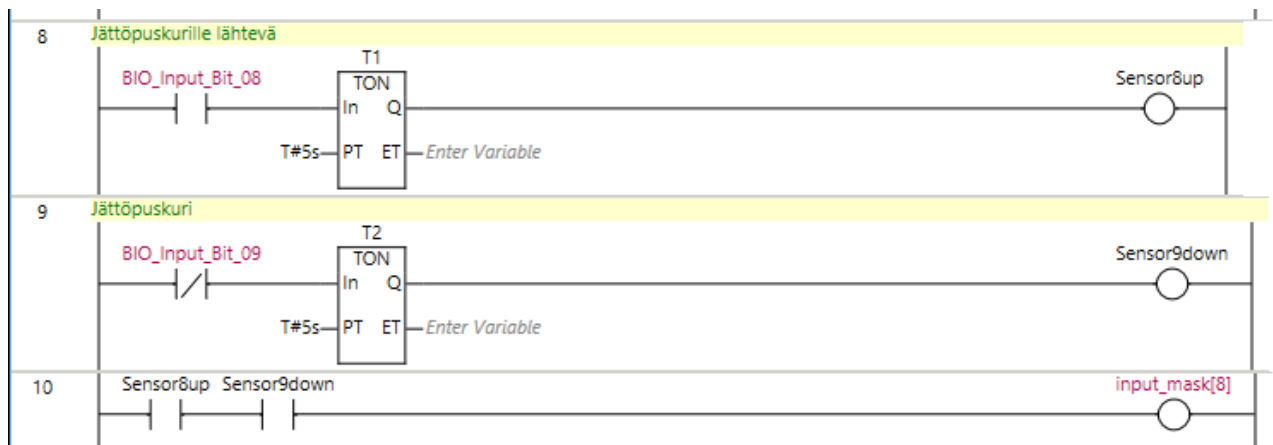 8
Jättöpuskurille lähtevä
T1
BIO_Input_Bit_08
TON
Sensor8up
In Q
T#5s PT ET Enter Variable
9
Jättöpuskuri
T2
BIO_Input_Bit_09
TON
Sensor9down
In Q
T#5s PT ET Enter Variable
10
Sensor8up Sensor9down
input_mask[8]